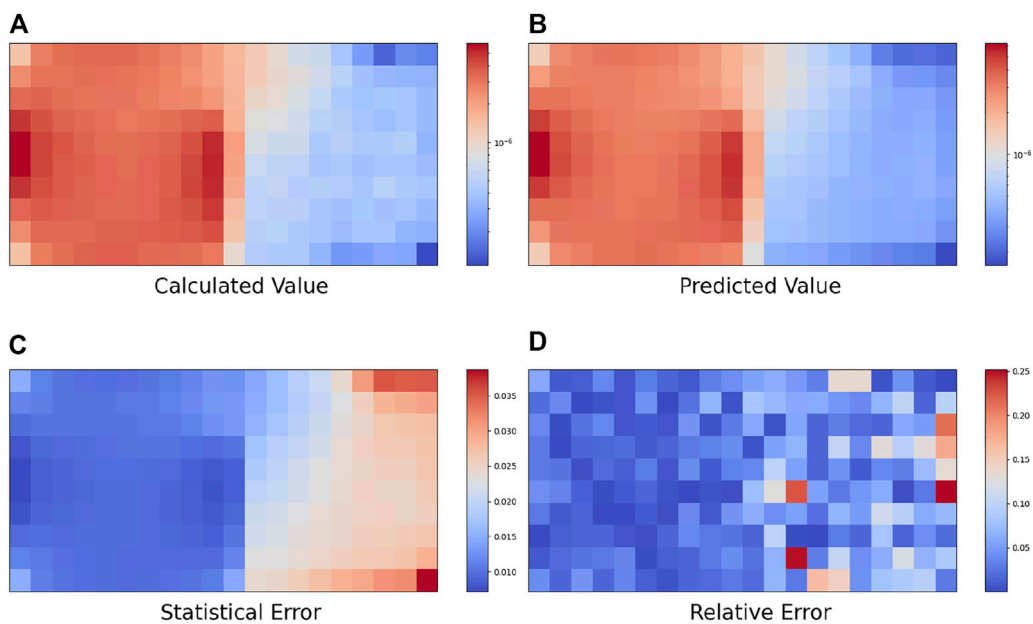 A
B
10⁻⁶
10⁻⁶
Calculated Value
Predicted Value
C
D
0.035
0.030
0.025
0.020
0.015
0.010
0.25
0.20
0.15
0.10
0.05
Statistical Error
Relative Error